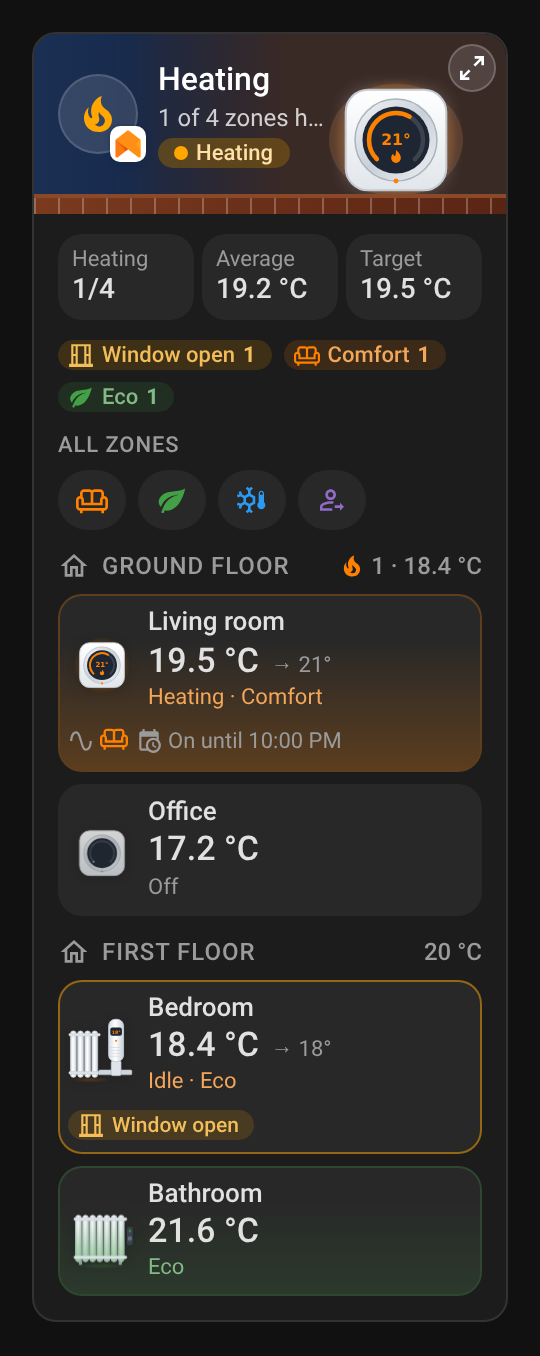 Heating
1 of 4 zones h…
Heating
21°
Heating
1/4
Average
19.2 °C
Target
19.5 °C
Window open 1
Comfort 1
Eco 1
ALL ZONES
GROUND FLOOR
1 · 18.4 °C
Living room
19.5 °C → 21°
21°
Heating · Comfort
On until 10:00 PM
Office
17.2 °C
Off
FIRST FLOOR
20 °C
Bedroom
18.4 °C → 18°
18°
Idle · Eco
Window open
Bathroom
21.6 °C
Eco